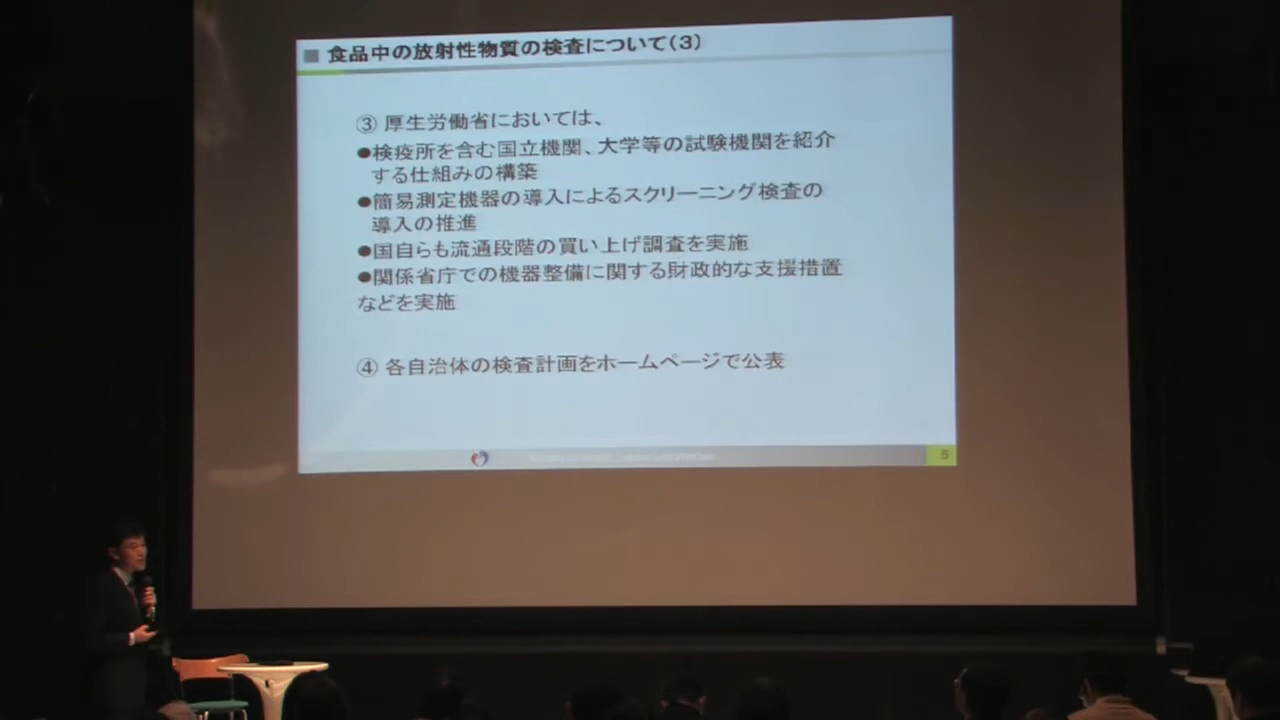 ■ 食品中の放射性物質の検査について(3)
③ 厚生労働省においては、
●検疫所を含む国立機関、大学等の試験機関を紹介
する仕組みの構築
●簡易測定機器の導入によるスクリーニング検査の
導入の推進
●国自らも流通段階の買い上げ調査を実施
●関係省庁での機器整備に関する財政的な支援措置
などを実施
④ 各自治体の検査計画をホームページで公表
5